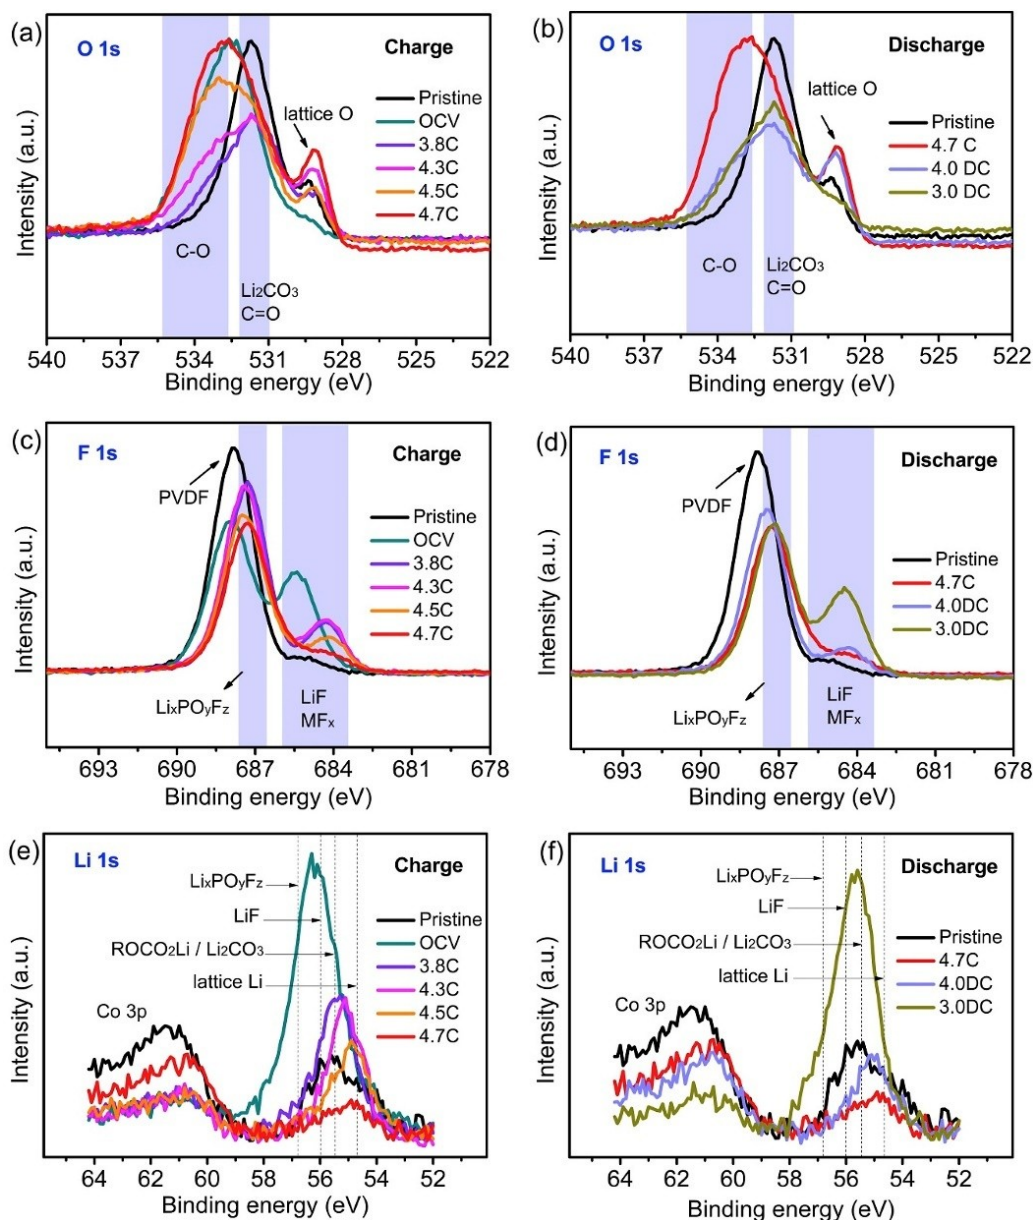 (a)
O 1s
Charge
lattice O
Pristine
OCV
3.8C
4.3C
4.5C
4.7C
C-O
Li₂CO₃
C=O
Intensity (a.u.)
540 537 534 531 528 525 522
Binding energy (eV)
(b)
O 1s
Discharge
lattice O
Pristine
4.7 C
4.0 DC
3.0 DC
C-O
Li₂CO₃
C=O
Intensity (a.u.)
540 537 534 531 528 525 522
Binding energy (eV)
(c)
F 1s
Charge
PVDF
Pristine
OCV
3.8C
4.3C
4.5C
4.7C
LiₓPOᵧF_z
LiF
MFₓ
Intensity (a.u.)
693 690 687 684 681 678
Binding energy (eV)
(d)
F 1s
Discharge
PVDF
Pristine
4.7C
4.0DC
3.0DC
LiₓPOᵧF_z
LiF
MFₓ
Intensity (a.u.)
693 690 687 684 681 678
Binding energy (eV)
(e)
Li 1s
Charge
LiₓPOᵧF_z
LiF
ROCO₂Li / Li₂CO₃
lattice Li
Co 3p
Pristine
OCV
3.8C
4.3C
4.5C
4.7C
Intensity (a.u.)
64 62 60 58 56 54 52
Binding energy (eV)
(f)
Li 1s
Discharge
LiₓPOᵧF_z
LiF
ROCO₂Li / Li₂CO₃
lattice Li
Co 3p
Pristine
4.7C
4.0DC
3.0DC
Intensity (a.u.)
64 62 60 58 56 54 52
Binding energy (eV)